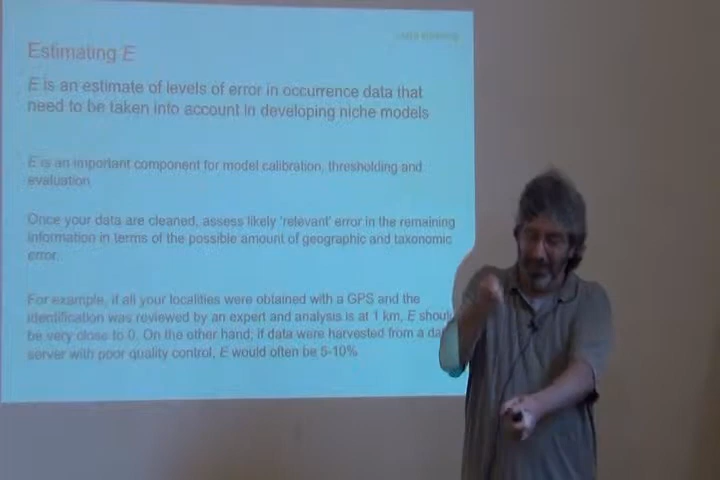 Estimating E
E is an estimate of levels of error in occurrence data that
need to be taken into account in developing niche models
E is an important component for model calibration, thresholding and
evaluation
Once your data are cleaned, assess likely 'relevant' error in the remaining
information in terms of the possible amount of geographic and taxonomic
error.
For example, if all your localities were obtained with a GPS and the
identification was reviewed by an expert and analysis is at 1 km, E shoul
be very close to 0. On the other hand, if data were harvested from a da
server with poor quality control, E would often be 5-10%